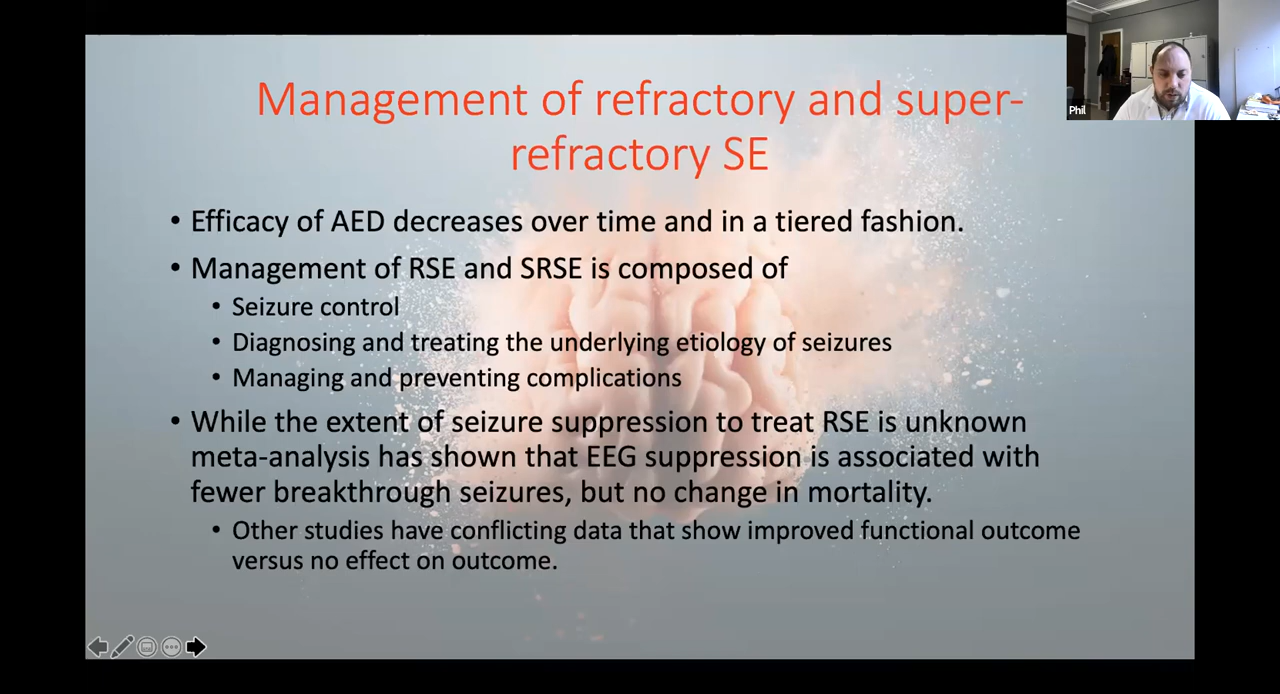 Management of refractory and super-
refractory SE
• Efficacy of AED decreases over time and in a tiered fashion.
• Management of RSE and SRSE is composed of
• Seizure control
• Diagnosing and treating the underlying etiology of seizures
• Managing and preventing complications
• While the extent of seizure suppression to treat RSE is unknown
meta-analysis has shown that EEG suppression is associated with
fewer breakthrough seizures, but no change in mortality.
• Other studies have conflicting data that show improved functional outcome
versus no effect on outcome.
Phil